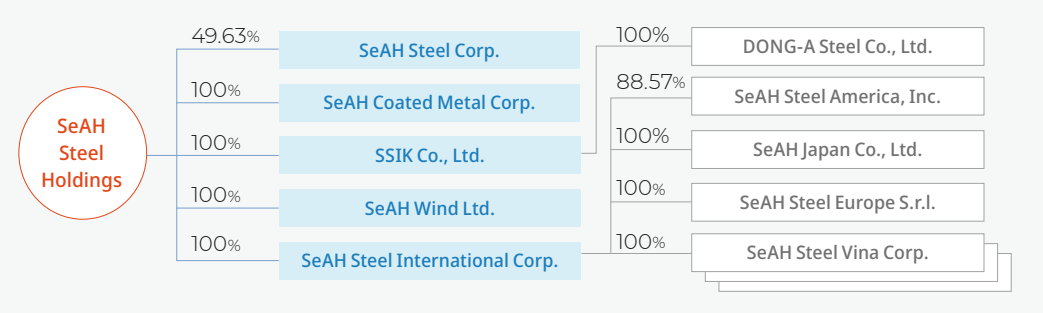 SeAH
Steel
Holdings
49.63%
SeAH Steel Corp.
100%
SeAH Coated Metal Corp.
100%
SSIK Co., Ltd.
100%
SeAH Wind Ltd.
100%
SeAH Steel International Corp.
100%
DONG-A Steel Co., Ltd.
88.57%
SeAH Steel America, Inc.
100%
SeAH Japan Co., Ltd.
100%
SeAH Steel Europe S.r.l.
100%
SeAH Steel Vina Corp.